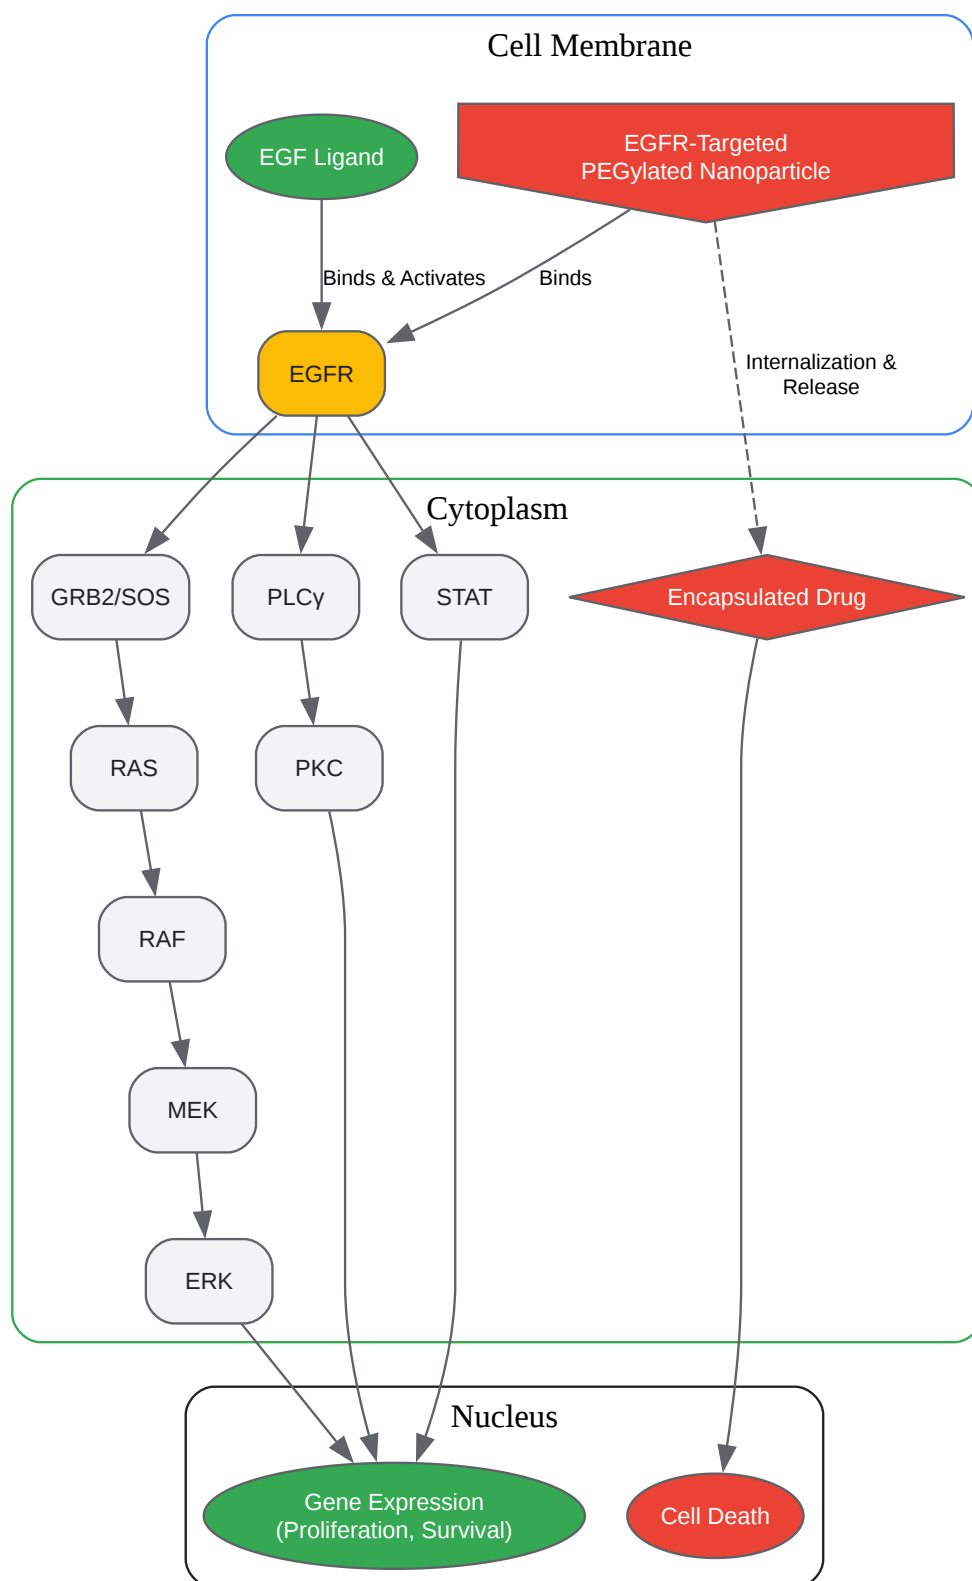 Cell Membrane
EGF Ligand
EGFR-Targeted
PEGylated Nanoparticle
Binds & Activates
Binds
Internalization &
Release
EGFR
Cytoplasm
GRB2/SOS
PLCγ
STAT
Encapsulated Drug
RAS
PKC
RAF
MEK
ERK
Nucleus
Gene Expression
(Proliferation, Survival)
Cell Death